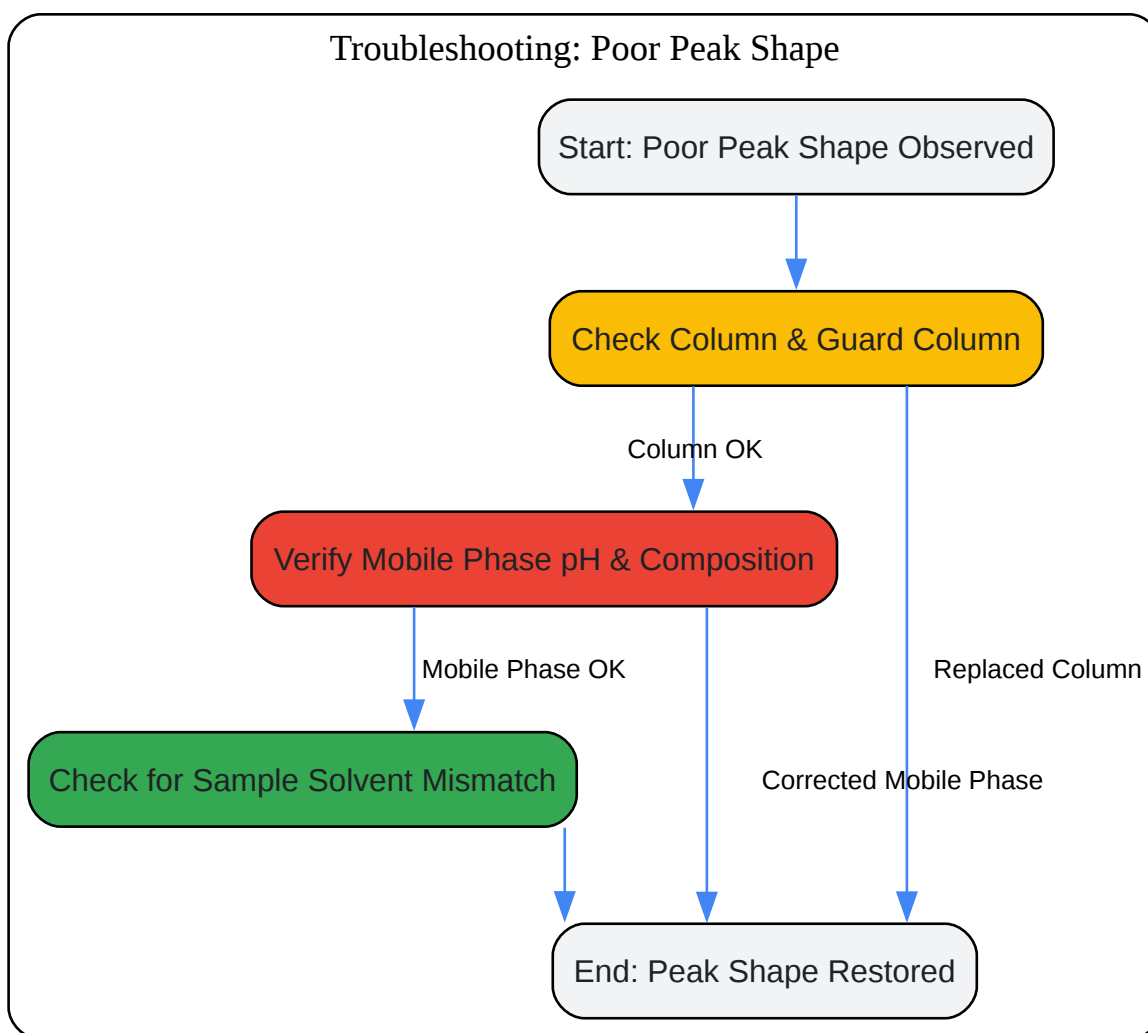 Troubleshooting: Poor Peak Shape
Start: Poor Peak Shape Observed
Check Column & Guard Column
Column OK
Verify Mobile Phase pH & Composition
Mobile Phase OK
Replaced Column
Check for Sample Solvent Mismatch
Corrected Mobile Phase
End: Peak Shape Restored